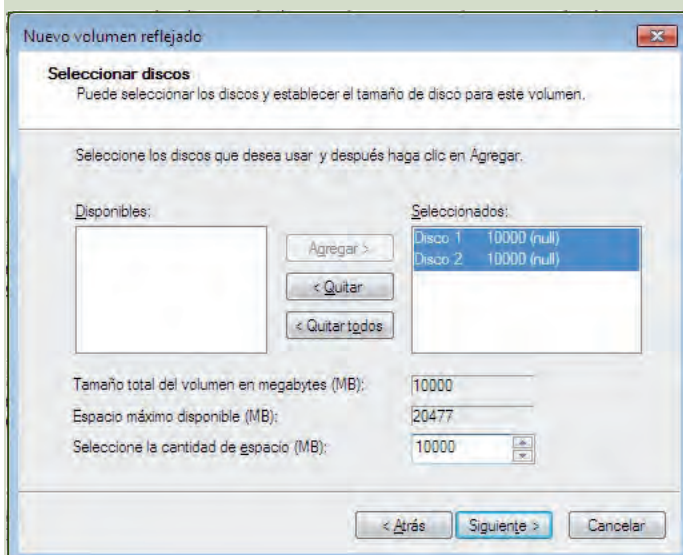 Nuevo volumen reflejado
Seleccionar discos
Puede seleccionar los discos y establecer el tamaño de disco para este volumen.
Seleccione los discos que desea usar y después haga clic en Agregar.
Disponibles:
Seleccionados:
Agregar >
Disco 1 10000 (null)
Disco 2 10000 (null)
< Quitar
< Quitar todos
Tamaño total del volumen en megabytes (MB): 10000
Espacio máximo disponible (MB): 20477
Seleccione la cantidad de espacio (MB): 10000
< Atrás Siguiente > Cancelar